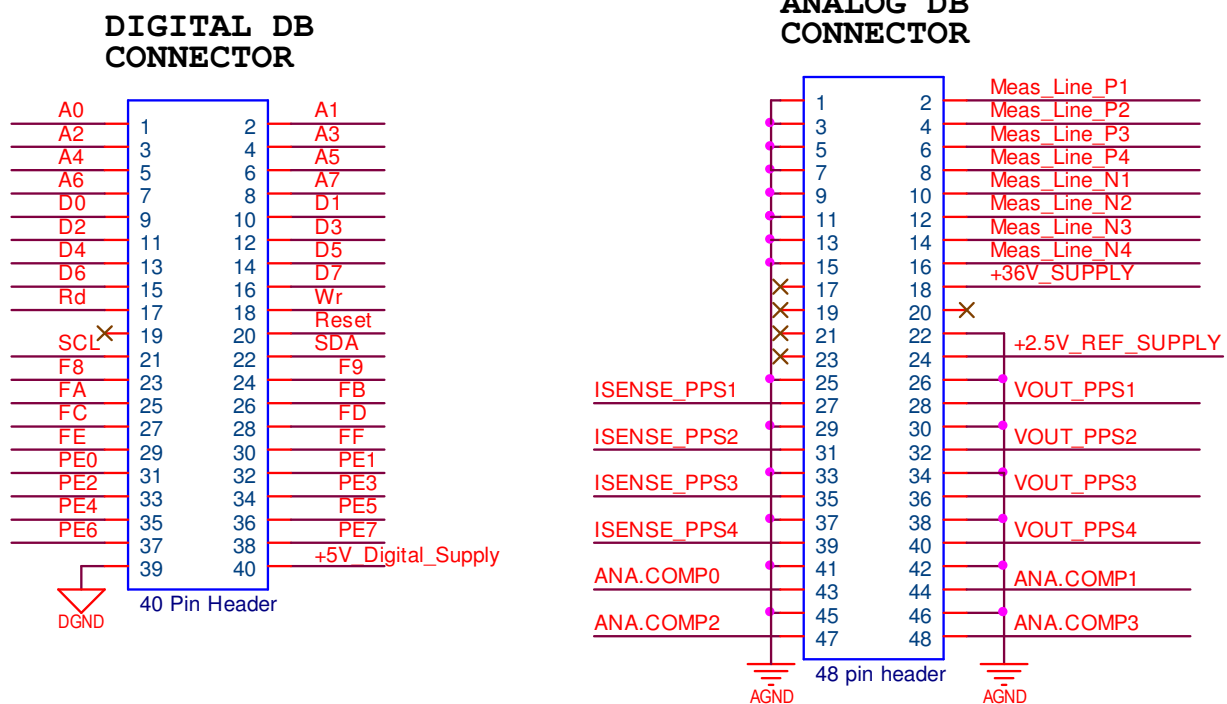 DIGITAL DB
CONNECTOR
A0 1 2 A1
A2 3 4 A3
A4 5 6 A5
A6 7 8 A7
D0 9 10 D1
D2 11 12 D3
D4 13 14 D5
D6 15 16 D7
Rd 17 18 Wr
19 20 Reset
SCL 21 22 SDA
F8 23 24 F9
FA 25 26 FB
FC 27 28 FD
FE 29 30 FF
PE0 31 32 PE1
PE2 33 34 PE3
PE4 35 36 PE5
PE6 37 38 PE7
39 40 +5V_Digital_Supply
40 Pin Header
DGND
ANALOG DB
CONNECTOR
1 2 Meas_Line_P1
3 4 Meas_Line_P2
5 6 Meas_Line_P3
7 8 Meas_Line_P4
9 10 Meas_Line_N1
11 12 Meas_Line_N2
13 14 Meas_Line_N3
15 16 Meas_Line_N4
17 18 +36V_SUPPLY
19 20
21 22
23 24 +2.5V_REF_SUPPLY
25 26
ISENSE_PPS1 27 28 VOUT_PPS1
29 30
ISENSE_PPS2 31 32 VOUT_PPS2
33 34
ISENSE_PPS3 35 36 VOUT_PPS3
37 38
ISENSE_PPS4 39 40 VOUT_PPS4
41 42
ANA.COMP0 43 44 ANA.COMP1
45 46
ANA.COMP2 47 48 ANA.COMP3
48 pin header
AGND AGND